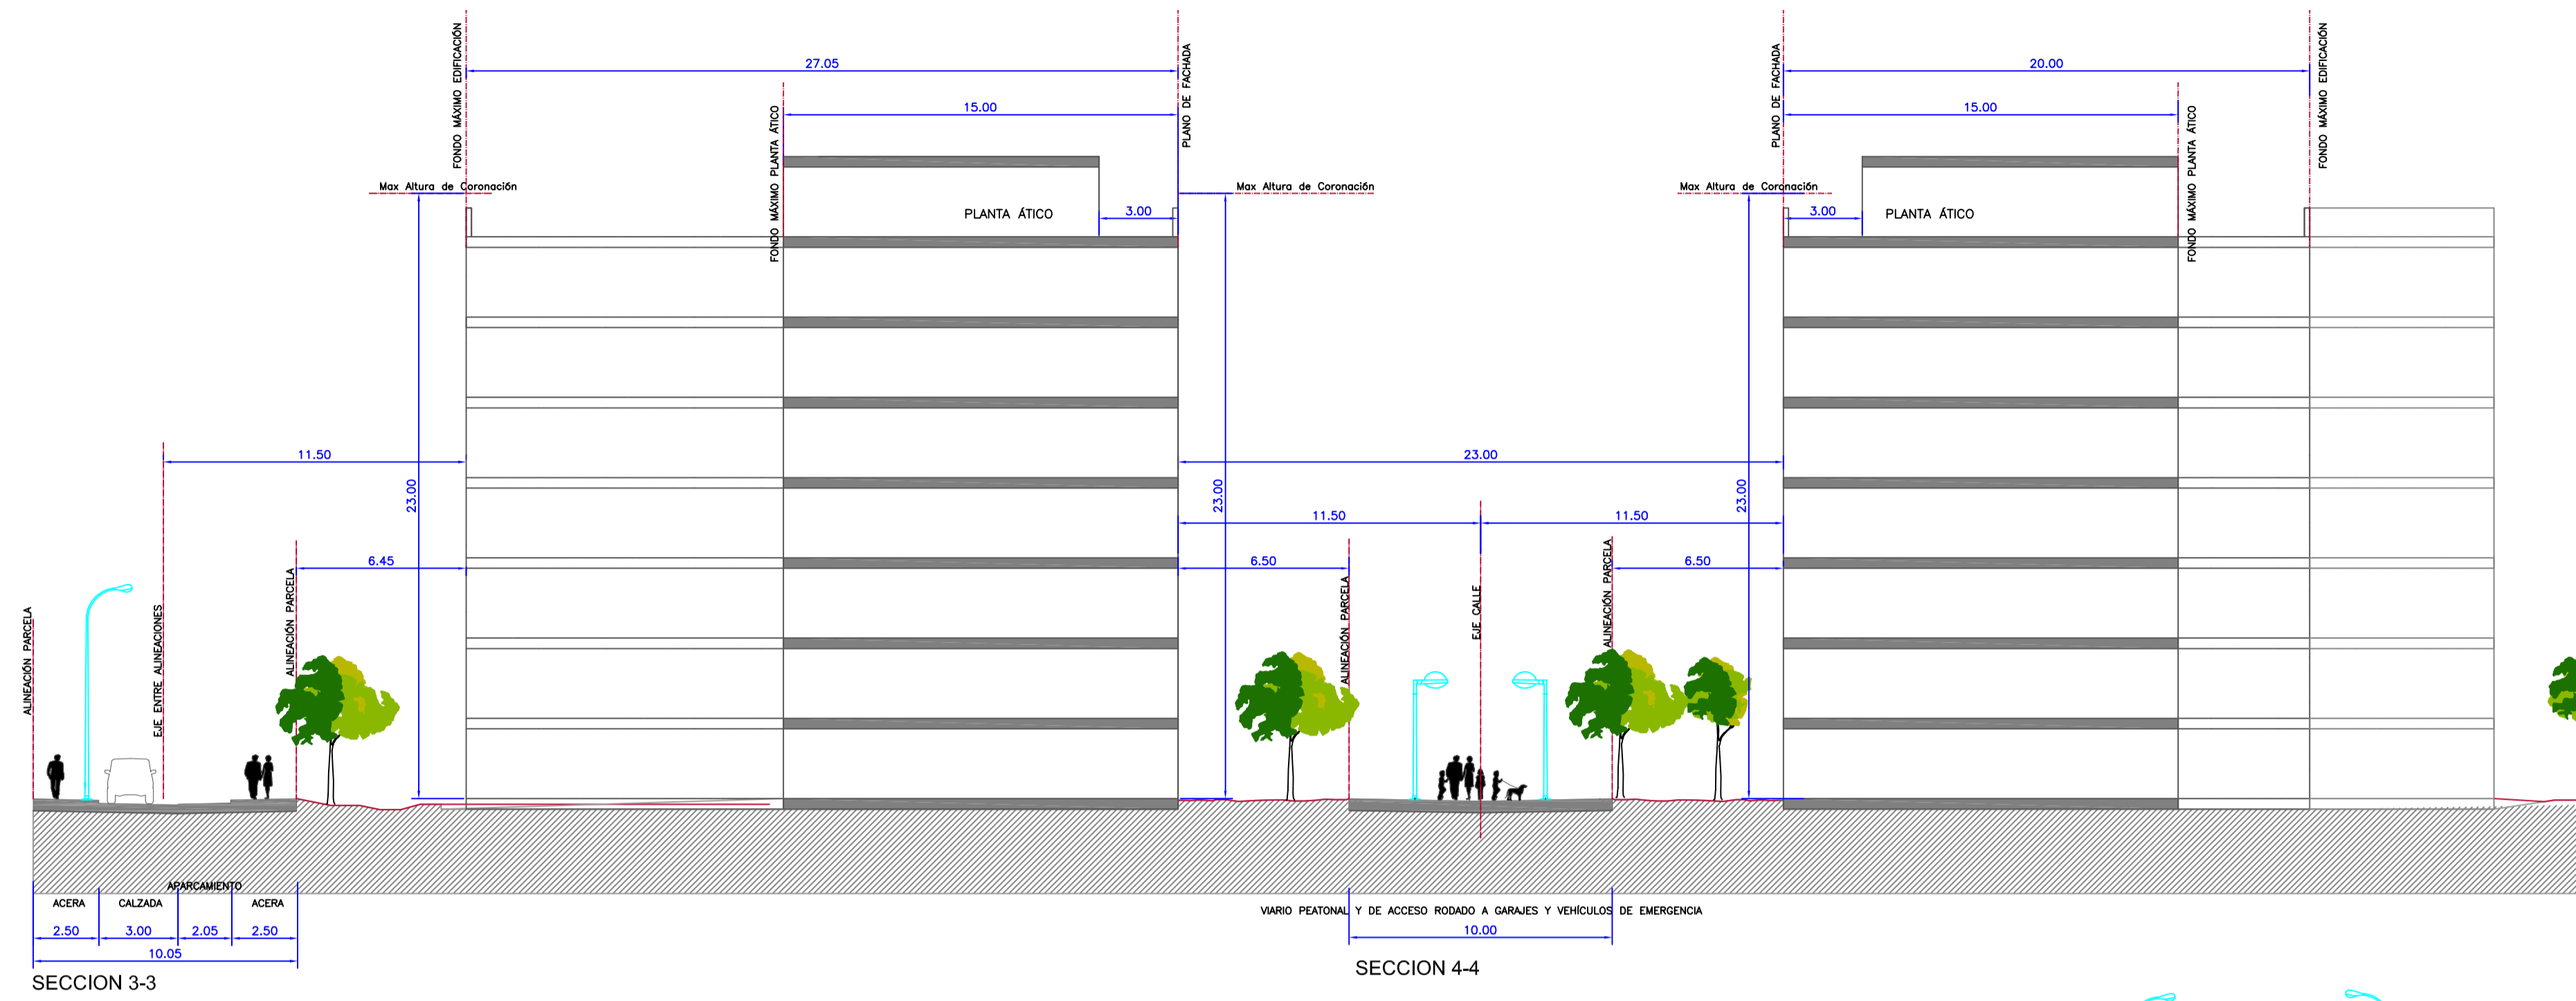 FONDO MÁXIMO EDIFICACIÓN
27.05
PLANO DE FACHADA
PLANO DE FACHADA
20.00
FONDO MÁXIMO EDIFICACIÓN
FONDO MÁXIMO PLANTA ÁTICO
15.00
15.00
FONDO MÁXIMO PLANTA ÁTICO
Max Altura de Coronación
Max Altura de Coronación
Max Altura de Coronación
PLANTA ÁTICO
3.00
3.00
PLANTA ÁTICO
11.50
23.00
23.00
23.00
23.00
11.50
11.50
6.45
6.50
6.50
ALINEACIÓN PARCELA
EJE ENTRE ALINEACIONES
ALINEACIÓN PARCELA
ALINEACIÓN PARCELA
EJE CALLE
ALINEACIÓN PARCELA
APARCAMIENTO
ACERA
CALZADA
ACERA
VIARIO PEATONAL Y DE ACCESO RODADO A GARAJES Y VEHÍCULOS DE EMERGENCIA
2.50
3.00
2.05
2.50
10.00
10.05
SECCION 3-3
SECCION 4-4